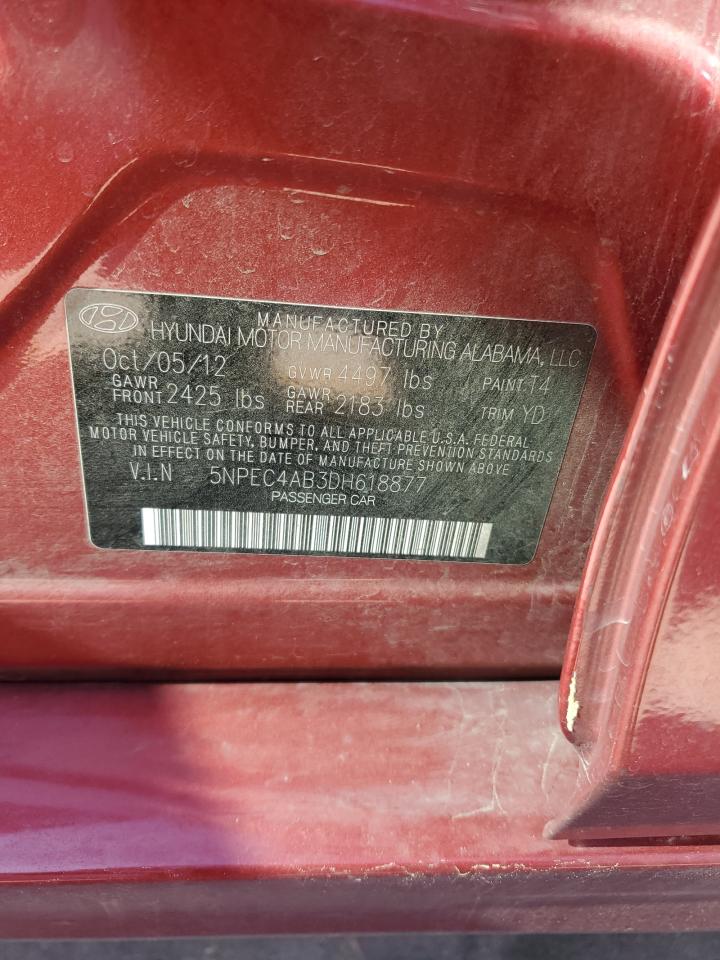 MANUFACTURED BY
HYUNDAI MOTOR MANUFACTURING ALABAMA, LLC
Oct/05/12 GVWR 4497 lbs PAINT 14
GAWR FRONT 2425 lbs GAWR REAR 2183 lbs TRIM YD
THIS VEHICLE CONFORMS TO ALL APPLICABLE U.S.A. FEDERAL
MOTOR VEHICLE SAFETY, BUMPER, AND THEFT PREVENTION STANDARDS
IN EFFECT ON THE DATE OF MANUFACTURE SHOWN ABOVE
V.I.N 5NPEC4AB3DH618877
PASSENGER CAR